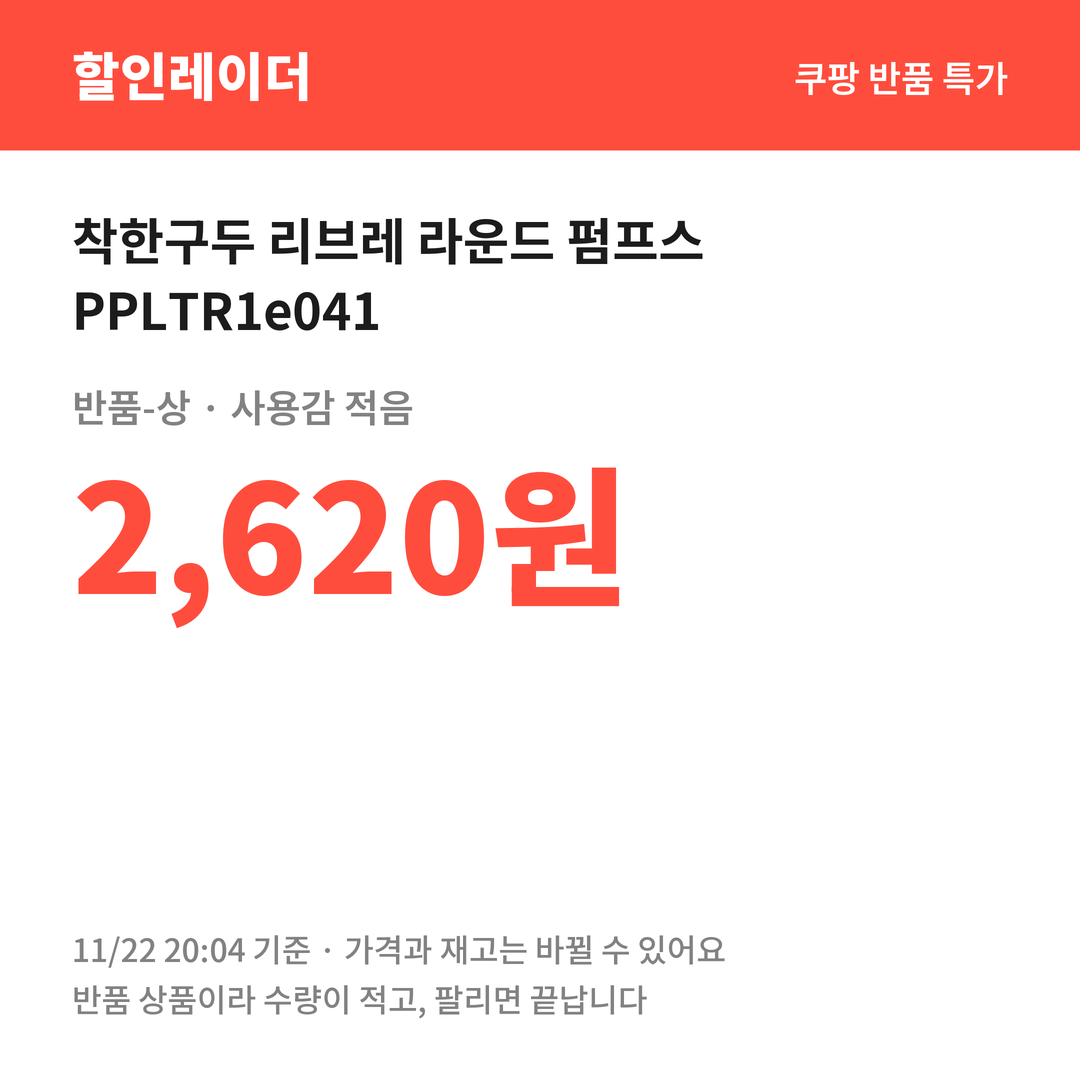 할인레이더
쿠팡 반품 특가
착한구두 리브레 라운드 펌프스
PPLTR1e041
반품-상 · 사용감 적음
2,620원
11/22 20:04 기준 · 가격과 재고는 바뀔 수 있어요
반품 상품이라 수량이 적고, 팔리면 끝납니다